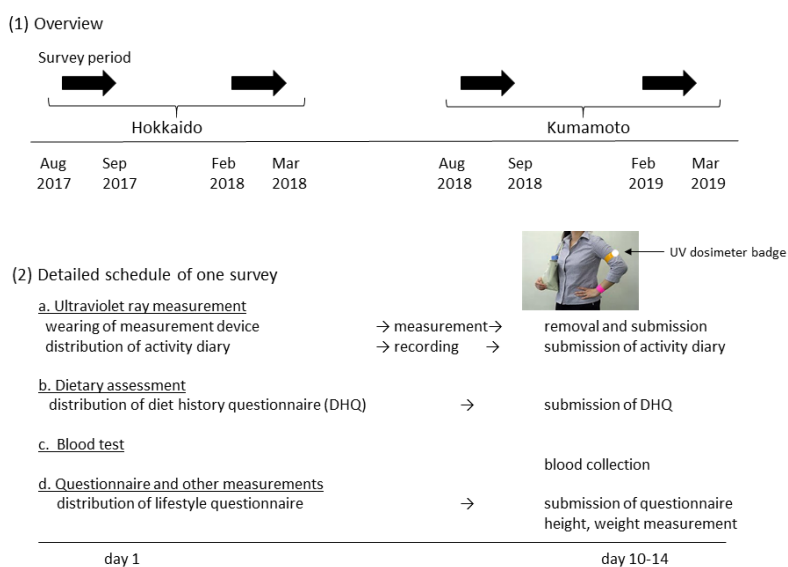 (1) Overview
Survey period
Hokkaido
Kumamoto
Aug Sep Feb Mar Aug Sep Feb Mar
2017 2017 2018 2018 2018 2018 2019 2019
UV dosimeter badge
(2) Detailed schedule of one survey
a. Ultraviolet ray measurement
wearing of measurement device → measurement→ removal and submission
distribution of activity diary → recording → submission of activity diary
b. Dietary assessment
distribution of diet history questionnaire (DHQ) → submission of DHQ
c. Blood test
blood collection
d. Questionnaire and other measurements
distribution of lifestyle questionnaire → submission of questionnaire
height, weight measurement
day 1 day 10-14